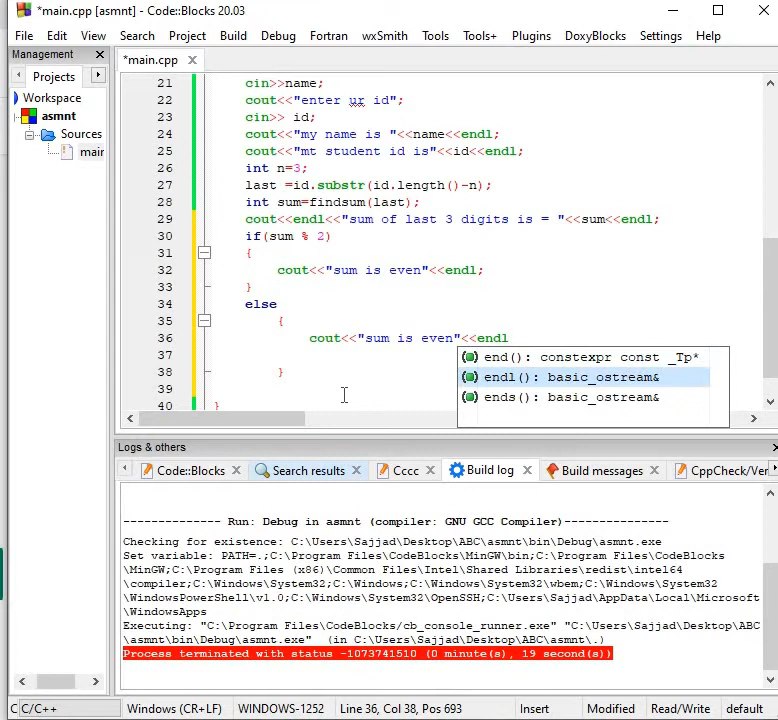 *main.cpp [asmnt] - Code::Blocks 20.03
File Edit View Search Project Build Debug Fortran wxSmith Tools Tools+ Plugins DoxyBlocks Settings Help
Management
*main.cpp
Projects
Workspace
asmnt
Sources
main
21 cin>>name;
22 cout<<"enter ur id";
23 cin>> id;
24 cout<<"my name is "<<name<<endl;
25 cout<<"mt student id is"<<id<<endl;
26 int n=3;
27 last =id.substr(id.length()-n);
28 int sum=findsum(last);
29 cout<<endl<<"sum of last 3 digits is = "<<sum<<endl;
30 if(sum % 2)
31 {
32 cout<<"sum is even"<<endl;
33 }
34 else
35 {
36 cout<<"sum is even"<<endl
37
38 }
39
40 }
end(): constexpr const _Tp*
endl(): basic_ostream&
ends(): basic_ostream&
Logs & others
Code::Blocks Search results Cccc Build log Build messages CppCheck/Ver
-------------- Run: Debug in asmnt (compiler: GNU GCC Compiler)---------------
Checking for existence: C:\Users\Sajjad\Desktop\ABC\asmnt\bin\Debug\asmnt.exe
Set variable: PATH=.;C:\Program Files\CodeBlocks\MinGW\bin;C:\Program Files\CodeBlocks
\MinGW;C:\Program Files (x86)\Common Files\Intel\Shared Libraries\redist\intel64
\compiler;C:\Windows\System32;C:\Windows;C:\Windows\System32\wbem;C:\Windows\System32
\WindowsPowerShell\v1.0;C:\Windows\System32\OpenSSH;C:\Users\Sajjad\AppData\Local\Microsoft
\WindowsApps
Executing: "C:\Program Files\CodeBlocks/cb_console_runner.exe" "C:\Users\Sajjad\Desktop\ABC
\asmnt\bin\Debug\asmnt.exe"  (in C:\Users\Sajjad\Desktop\ABC\asmnt\.)
Process terminated with status -1073741510 (0 minute(s), 19 second(s))
C C/C++ Windows (CR+LF) WINDOWS-1252 Line 36, Col 38, Pos 693 Insert Modified Read/Write default